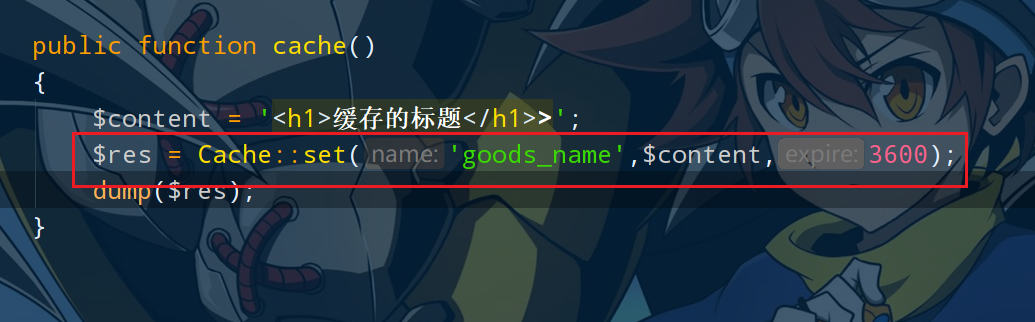 public function cache()
{
$content = '<h1>缓存的标题</h1>>';
$res = Cache::set( name: 'goods_name',$content, expire: 3600);
dump($res);
}